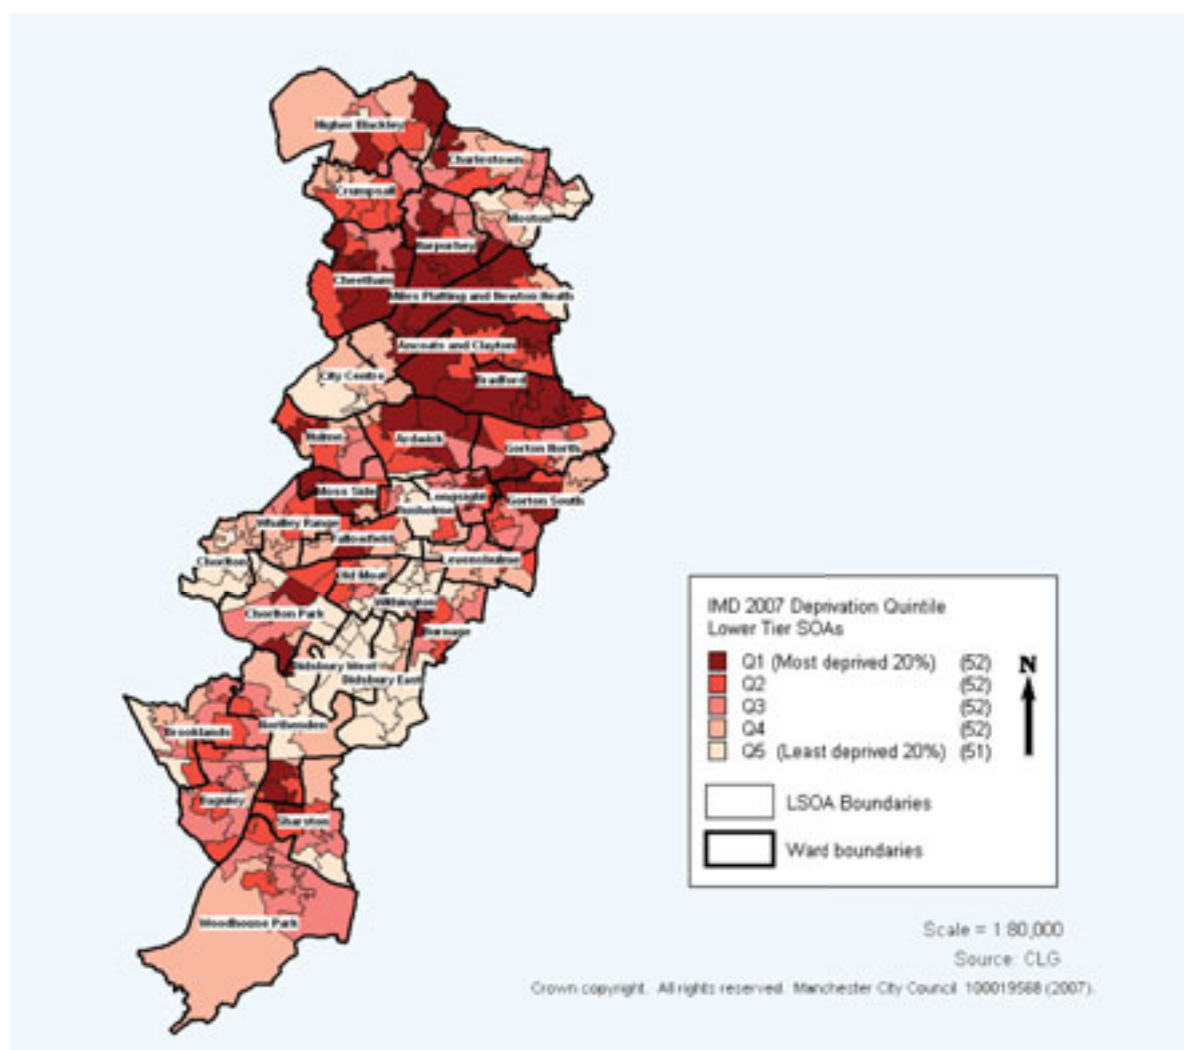 Higher Blackley
Charlestown
Crumpsall
Moston
Harpurhey
Cheetham
Miles Platting and Newton Heath
Ancoats and Clayton
City Centre
Bradford
Hulme
Ardwick
Gorton North
Moss Side
Longsight
Gorton South
Rusholme
Whalley Range
Fallowfield
Chorlton
Levenshulme
Old Moat
Withington
Chorlton Park
Burnage
Didsbury West
Didsbury East
Northenden
Brooklands
Baguley
Sharston
Woodhouse Park
IMD 2007 Deprivation Quintile
Lower Tier SOAs
Q1 (Most deprived 20%) (52)
Q2 (52)
Q3 (52)
Q4 (52)
Q5 (Least deprived 20%) (51)
N
LSOA Boundaries
Ward boundaries
Scale = 1:80,000
Source: CLG
Crown copyright. All rights reserved. Manchester City Council 100019568 (2007).